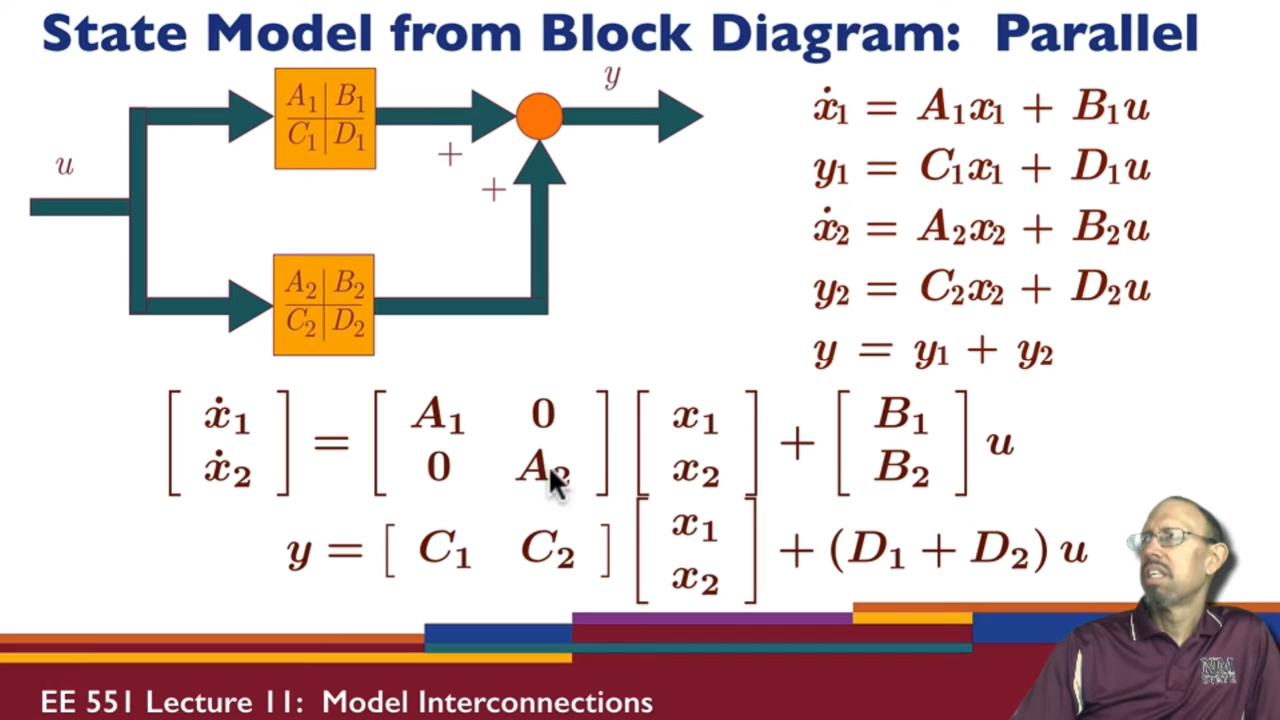 State Model from Block Diagram: Parallel
u
A₁ | B₁
C₁ | D₁
+
+
y
A₂ | B₂
C₂ | D₂
ẋ₁ = A₁x₁ + B₁u
y₁ = C₁x₁ + D₁u
ẋ₂ = A₂x₂ + B₂u
y₂ = C₂x₂ + D₂u
y = y₁ + y₂
[ ẋ₁ ; ẋ₂ ] = [ A₁ 0 ; 0 A₂ ] [ x₁ ; x₂ ] + [ B₁ ; B₂ ] u
y = [ C₁ C₂ ] [ x₁ ; x₂ ] + (D₁ + D₂) u
NM
STATE
EE 551 Lecture 11: Model Interconnections